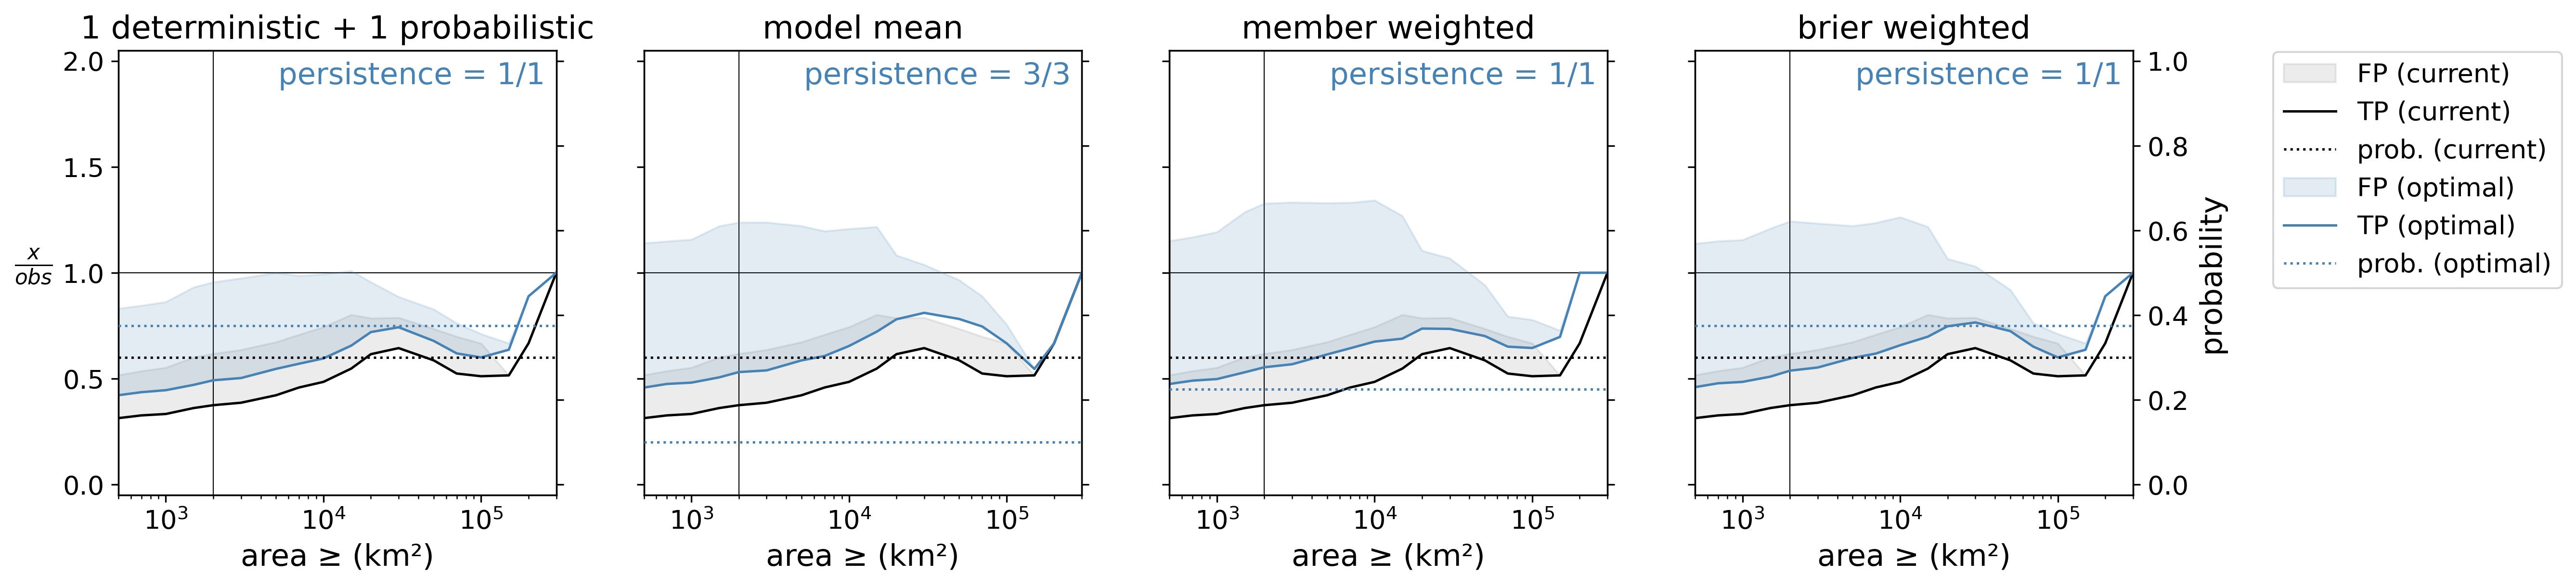 1 deterministic + 1 probabilistic
persistence = 1/1
2.0
1.5
1.0
0.5
0.0
x
obs
10³
10⁴
10⁵
area ≥ (km²)
model mean
persistence = 3/3
10³
10⁴
10⁵
area ≥ (km²)
member weighted
persistence = 1/1
10³
10⁴
10⁵
area ≥ (km²)
brier weighted
persistence = 1/1
10³
10⁴
10⁵
area ≥ (km²)
1.0
0.8
0.6
0.4
0.2
0.0
probability
FP (current)
TP (current)
prob. (current)
FP (optimal)
TP (optimal)
prob. (optimal)